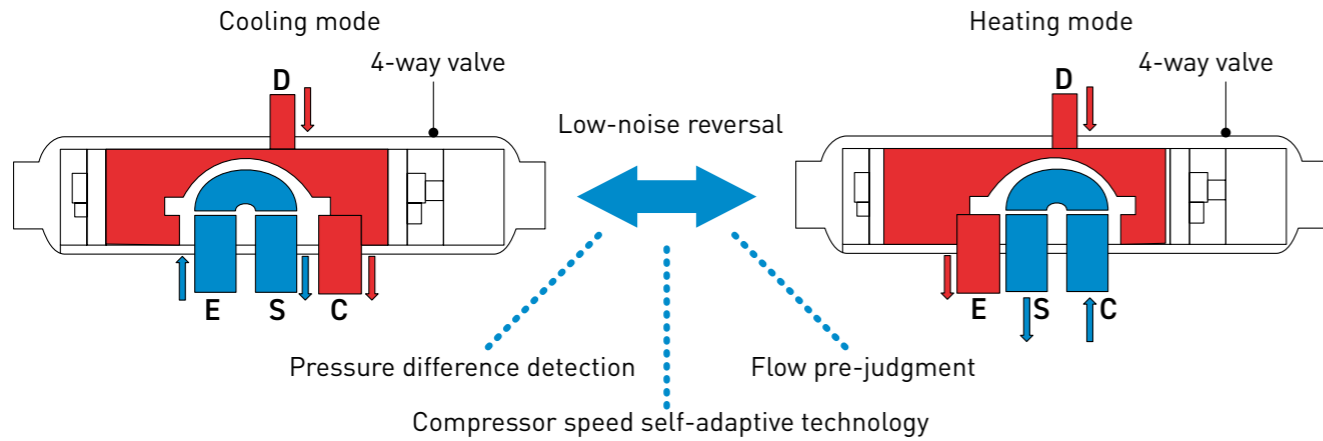 Cooling mode
4-way valve
D
E
S
C
Low-noise reversal
Heating mode
4-way valve
D
E
S
C
Pressure difference detection
Flow pre-judgment
Compressor speed self-adaptive technology